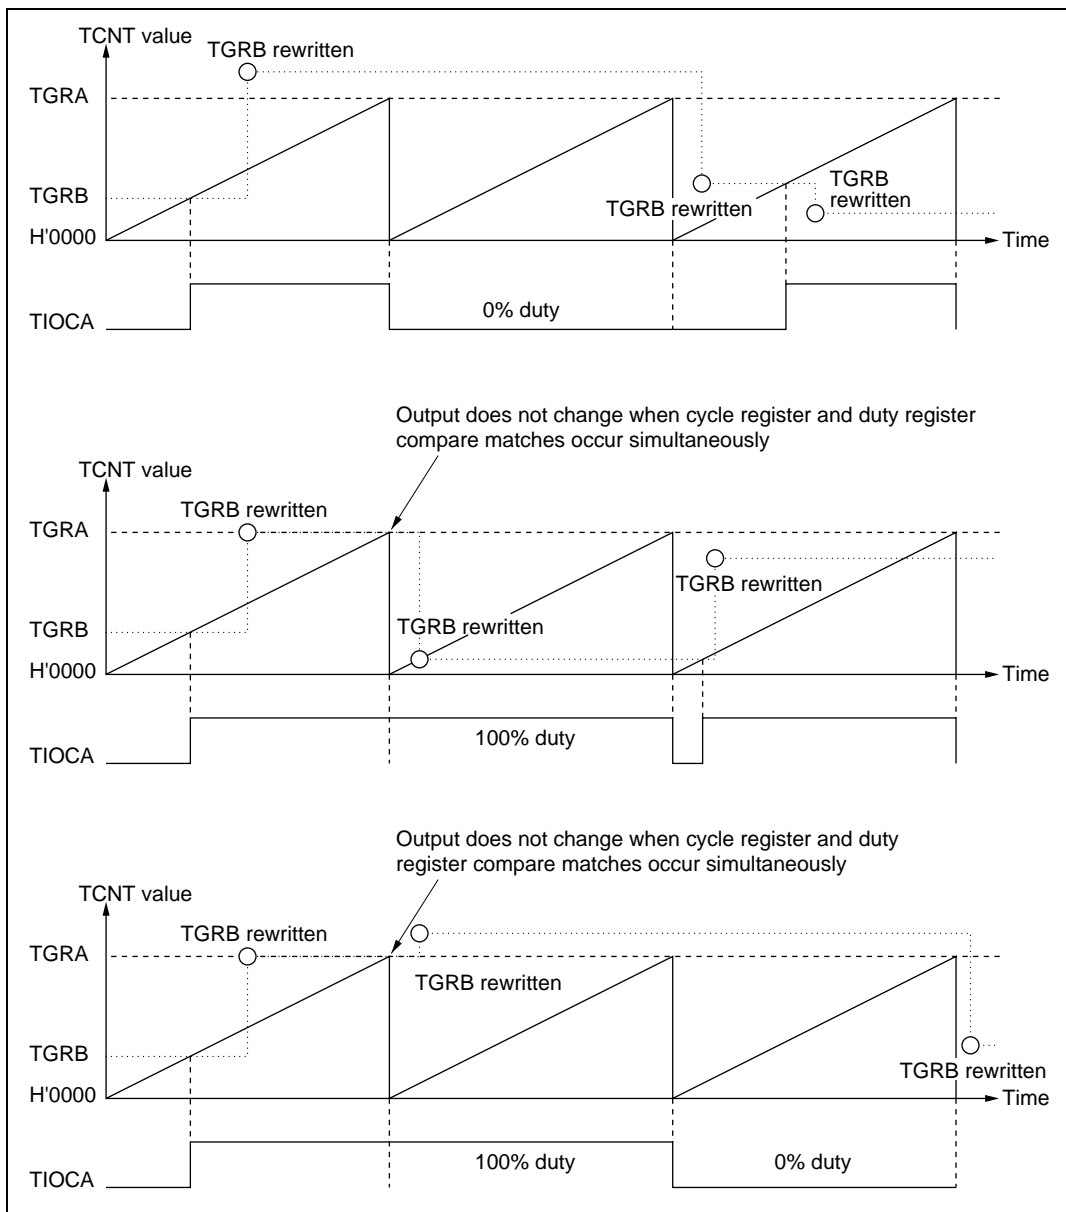 TCNT value
TGRB rewritten
TGRA
TGRB
TGRB rewritten
TGRB
rewritten
H'0000
Time
TIOCA
0% duty
Output does not change when cycle register and duty register
compare matches occur simultaneously
TCNT value
TGRB rewritten
TGRA
TGRB rewritten
TGRB
TGRB rewritten
H'0000
Time
TIOCA
100% duty
Output does not change when cycle register and duty
register compare matches occur simultaneously
TCNT value
TGRB rewritten
TGRA
TGRB rewritten
TGRB
TGRB rewritten
H'0000
Time
TIOCA
100% duty
0% duty